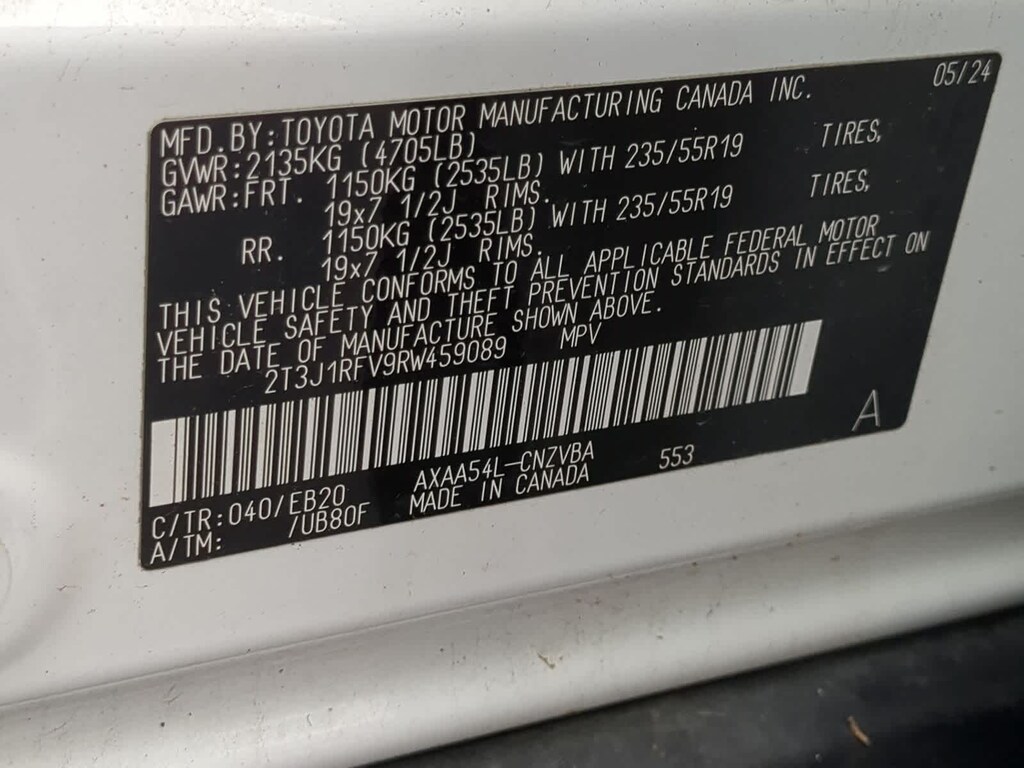 05/24
MFD.BY:TOYOTA MOTOR MANUFACTURING CANADA INC.
GVWR:2135KG (4705LB)
GAWR:FRT. 1150KG (2535LB) WITH 235/55R19 TIRES,
19x7 1/2J RIMS.
RR. 1150KG (2535LB) WITH 235/55R19 TIRES,
19x7 1/2J RIMS.
THIS VEHICLE CONFORMS TO ALL APPLICABLE FEDERAL MOTOR
VEHICLE SAFETY AND THEFT PREVENTION STANDARDS IN EFFECT ON
THE DATE OF MANUFACTURE SHOWN ABOVE.
2T3J1RFV9RW459089 MPV
A
C/TR:040/EB20 AXAA54L-CNZVBA 553
A/TM: /UB80F MADE IN CANADA